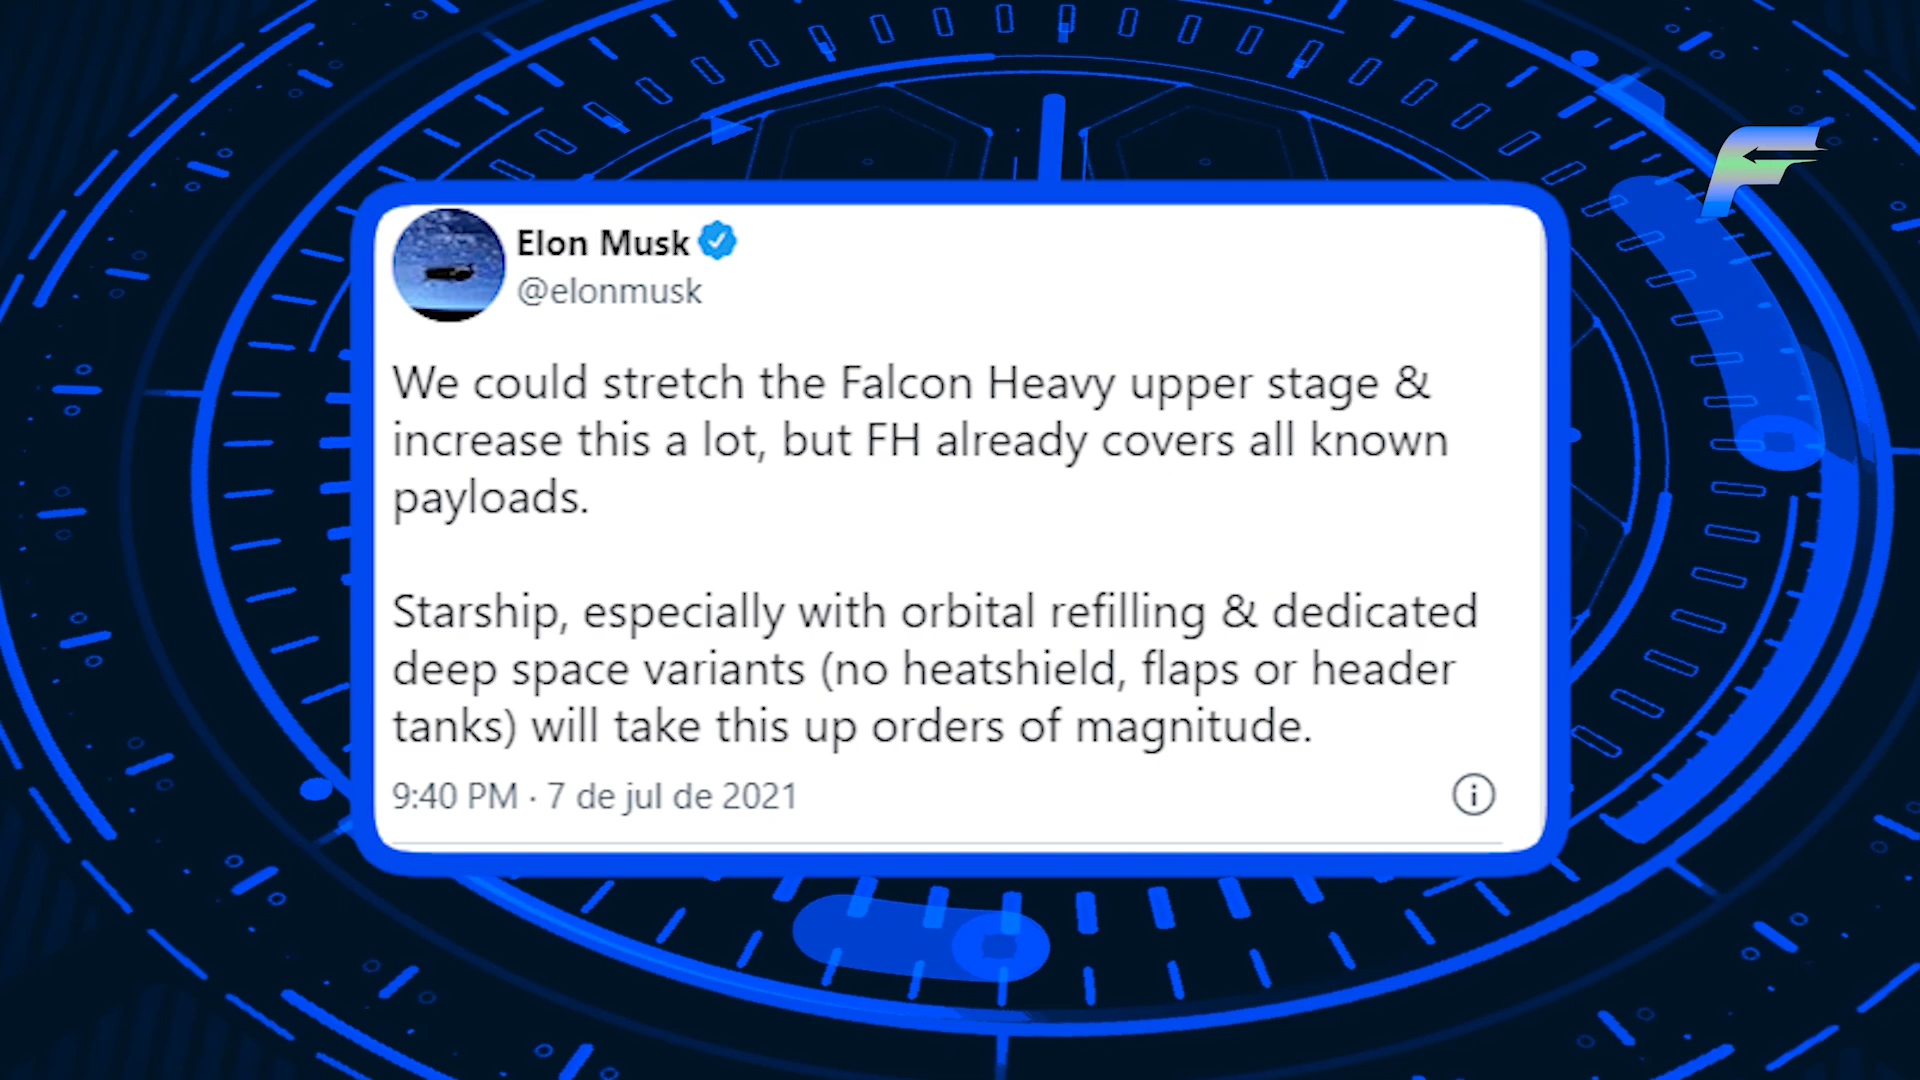 Elon Musk
@elonmusk
We could stretch the Falcon Heavy upper stage &
increase this a lot, but FH already covers all known
payloads.
Starship, especially with orbital refilling & dedicated
deep space variants (no heatshield, flaps or header
tanks) will take this up orders of magnitude.
9:40 PM · 7 de jul de 2021
F